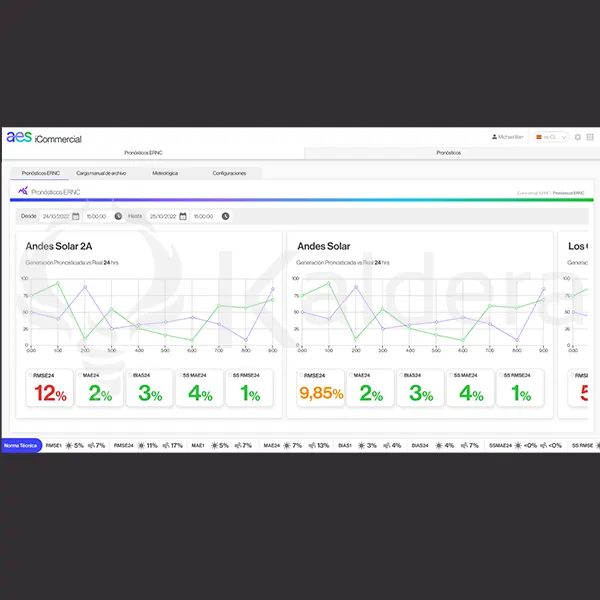 aes iCommercial
Michael Barr
es-CL
Pronósticos ERNC
Pronósticos
Pronósticos ERNC
Carga manual de archivo
Meteorológica
Configuraciones
Pronósticos ERNC
Pronósticos ERNC
Desde 24/10/2022 15:00:00 Hasta 25/10/2022 15:00:00
Kaldera
Andes Solar 2A
Generación Pronosticada vs Real 24 hrs
100
75
50
25
0
0:00 1:00 2:00 3:00 4:00 5:00 6:00 7:00 8:00 9:00
RMSE24 MAE24 BIAS24 SS MAE24 SS RMSE24
12% 2% 3% 4% 1%
Andes Solar
Generación Pronosticada vs Real 24 hrs
100
75
50
25
0
0:00 1:00 2:00 3:00 4:00 5:00 6:00 7:00 8:00 9:00
RMSE24 MAE24 BIAS24 SS MAE24 SS RMSE24
9,85% 2% 3% 4% 1%
Los
Generac
100
75
50
25
0
0:00
RMS
5
Norma Técnica RMSE1 5% 7% RMSE24 11% 17% MAE1 5% 7% MAE24 7% 13% BIAS1 3% 4% BIAS24 4% 7% SSMAE24 <0% <0% SS RMSE